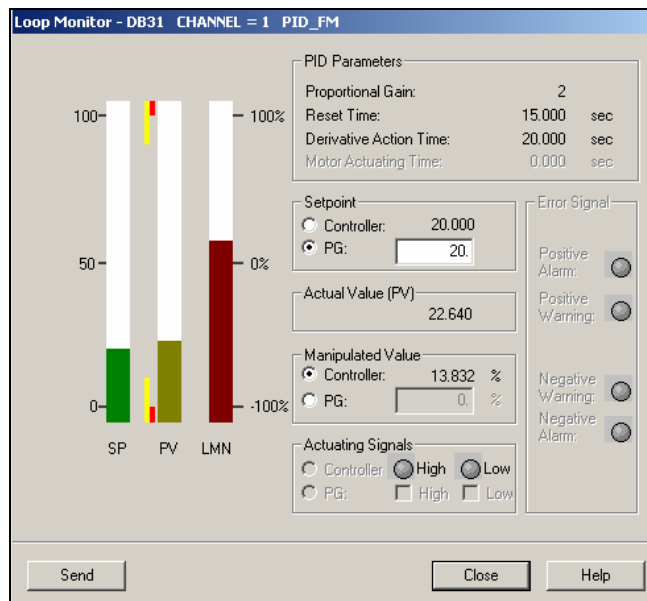 Loop Monitor - DB31 CHANNEL = 1 PID_FM
100
50
0
100%
0%
-100%
SP PV LMN
PID Parameters
Proportional Gain: 2
Reset Time: 15.000 sec
Derivative Action Time: 20.000 sec
Motor Actuating Time: 0.000 sec
Setpoint
Controller: 20.000
PG: 20.
Actual Value (PV)
22.640
Manipulated Value
Controller: 13.832 %
PG: 0. %
Actuating Signals
Controller High Low
PG: High Low
Error Signal
Positive
Alarm:
Positive
Warning:
Negative
Warning:
Negative
Alarm:
Send Close Help